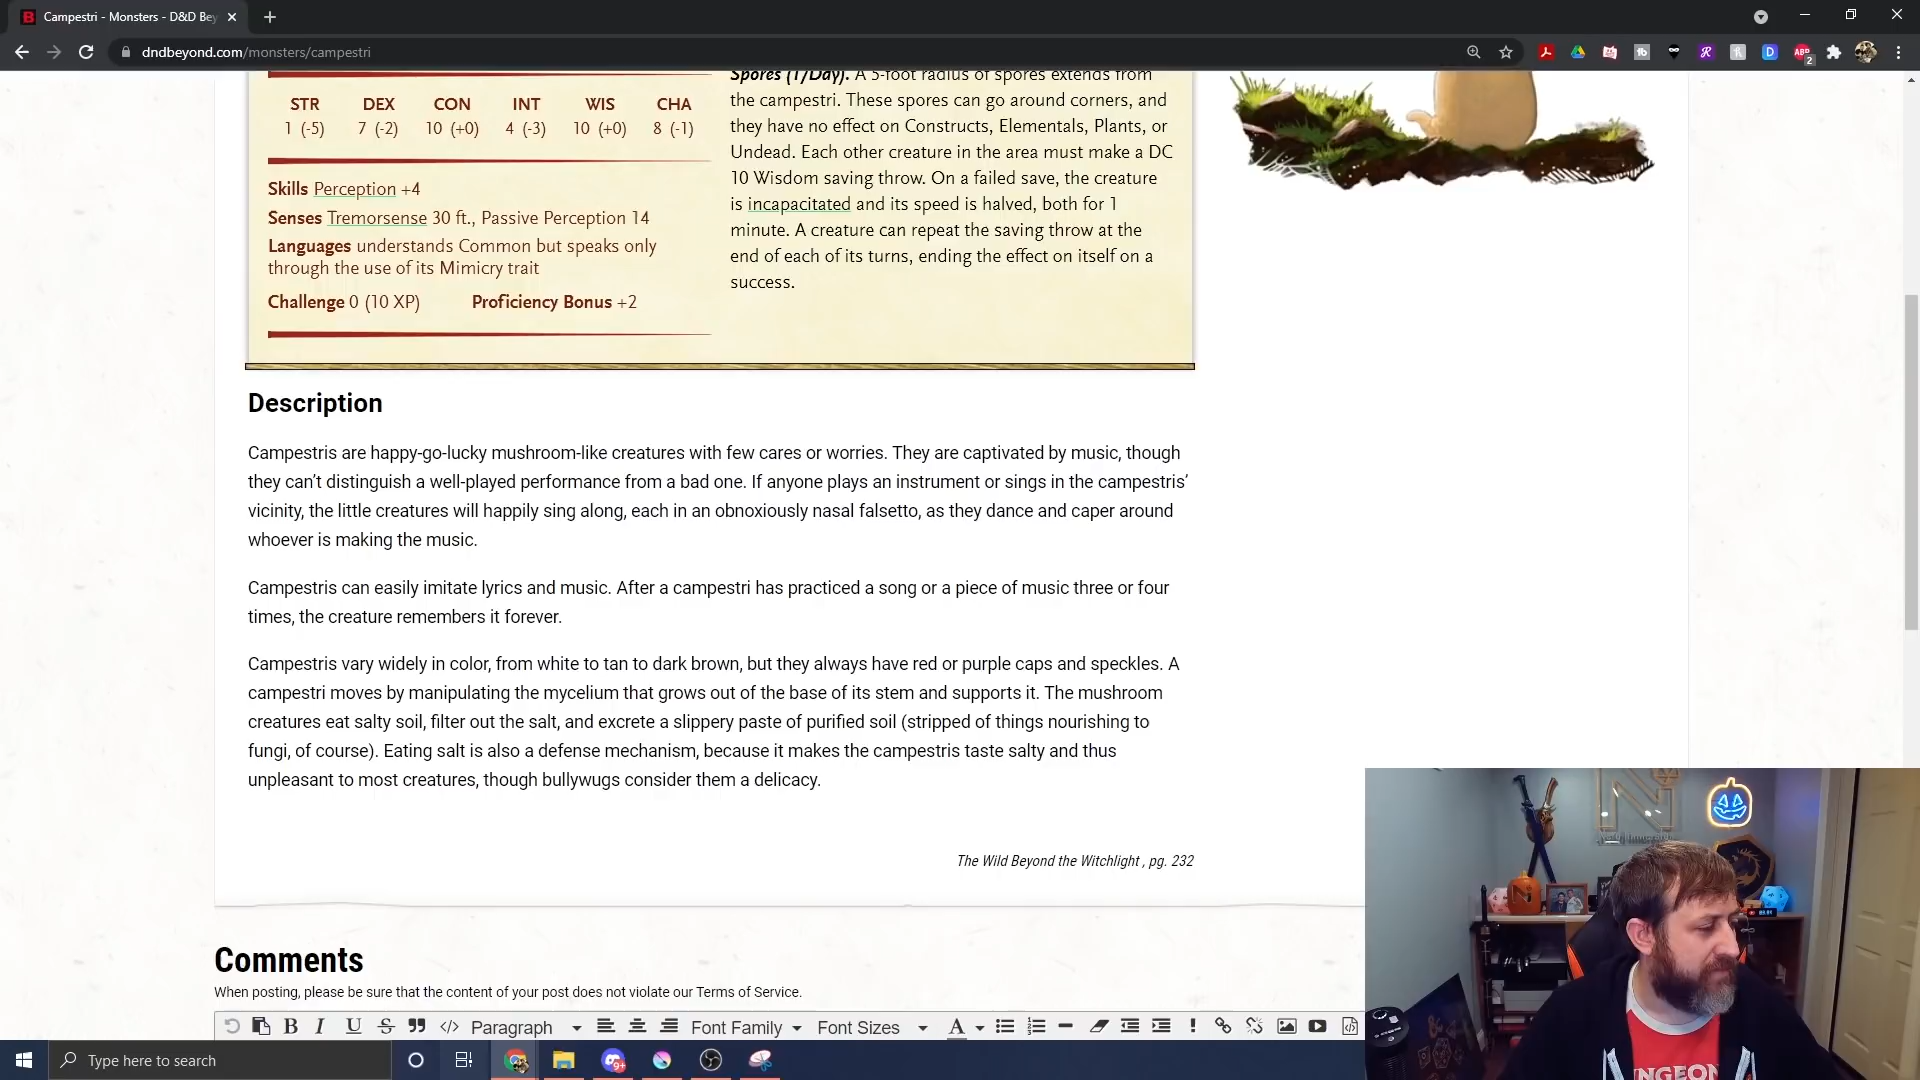 Campestri - Monsters - D&D Bey
dndbeyond.com/monsters/campestri
STR DEX CON INT WIS CHA
1 (-5) 7 (-2) 10 (+0) 4 (-3) 10 (+0) 8 (-1)
Skills Perception +4
Senses Tremorsense 30 ft., Passive Perception 14
Languages understands Common but speaks only
through the use of its Mimicry trait
Challenge 0 (10 XP) Proficiency Bonus +2
Spores (1/Day). A 5-foot radius of spores extends from
the campestri. These spores can go around corners, and
they have no effect on Constructs, Elementals, Plants, or
Undead. Each other creature in the area must make a DC
10 Wisdom saving throw. On a failed save, the creature
is incapacitated and its speed is halved, both for 1
minute. A creature can repeat the saving throw at the
end of each of its turns, ending the effect on itself on a
success.
Description
Campestris are happy-go-lucky mushroom-like creatures with few cares or worries. They are captivated by music, though
they can't distinguish a well-played performance from a bad one. If anyone plays an instrument or sings in the campestris'
vicinity, the little creatures will happily sing along, each in an obnoxiously nasal falsetto, as they dance and caper around
whoever is making the music.
Campestris can easily imitate lyrics and music. After a campestri has practiced a song or a piece of music three or four
times, the creature remembers it forever.
Campestris vary widely in color, from white to tan to dark brown, but they always have red or purple caps and speckles. A
campestri moves by manipulating the mycelium that grows out of the base of its stem and supports it. The mushroom
creatures eat salty soil, filter out the salt, and excrete a slippery paste of purified soil (stripped of things nourishing to
fungi, of course). Eating salt is also a defense mechanism, because it makes the campestris taste salty and thus
unpleasant to most creatures, though bullywugs consider them a delicacy.
The Wild Beyond the Witchlight , pg. 232
Comments
When posting, please be sure that the content of your post does not violate our Terms of Service.
Paragraph Font Family Font Sizes
Type here to search